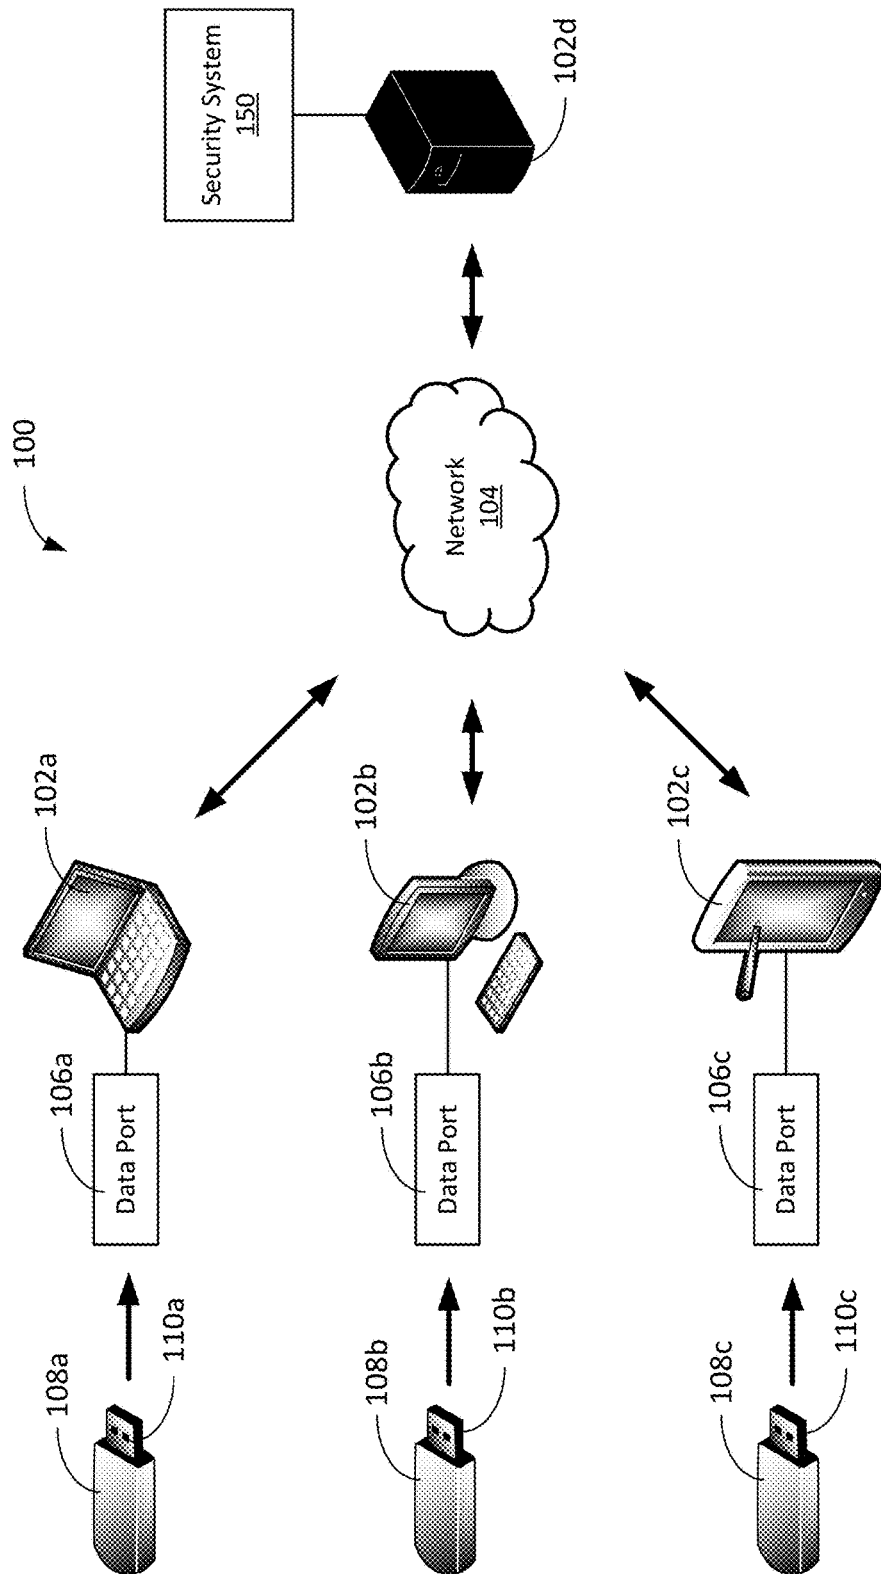 100
108a
110a
106a
Data Port
102a
108b
110b
106b
Data Port
102b
108c
110c
106c
Data Port
102c
Network
104
Security System
150
102d